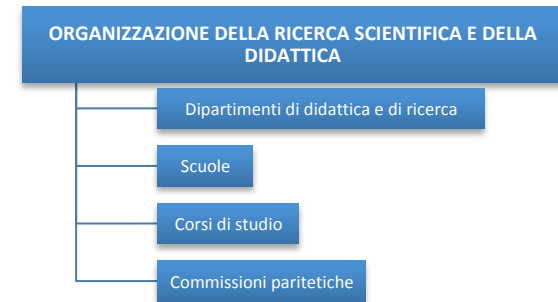 ORGANIZZAZIONE DELLA RICERCA SCIENTIFICA E DELLA
DIDATTICA
Dipartimenti di didattica e di ricerca
Scuole
Corsi di studio
Commissioni paritetiche